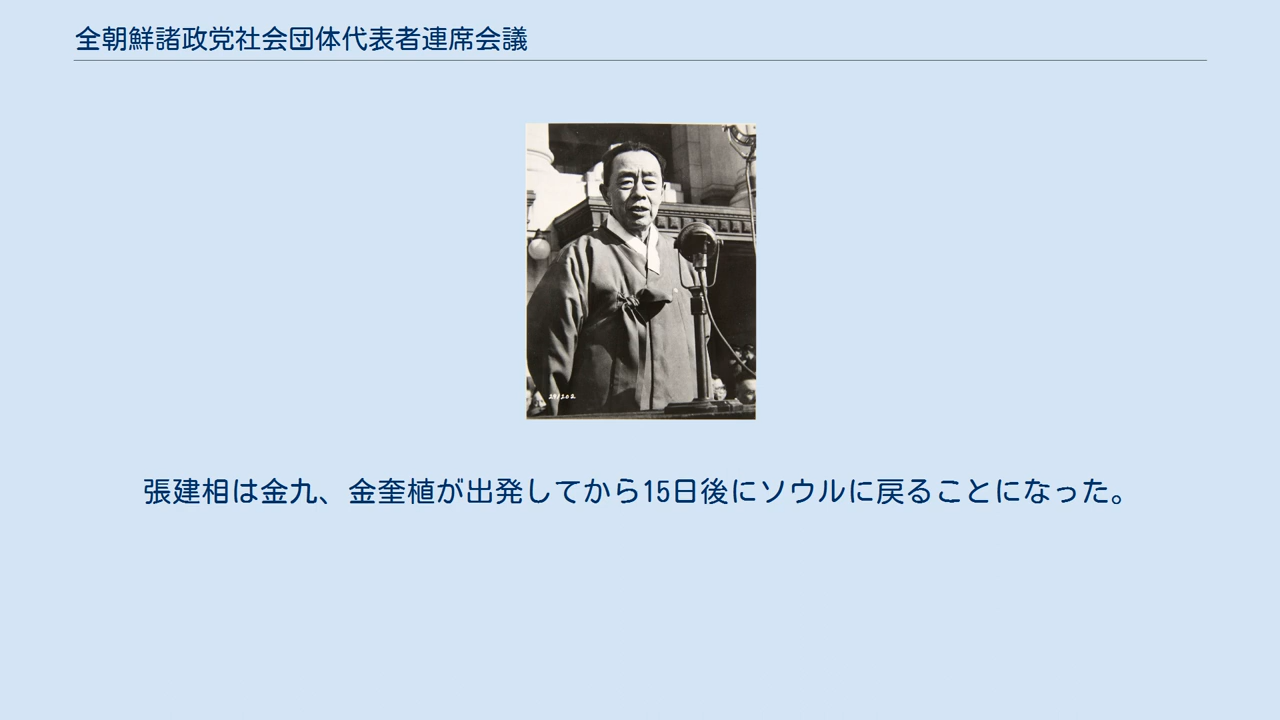 全朝鮮諸政党社会団体代表者連席会議
張建相は金九、金奎植が出発してから15日後にソウルに戻ることになった。